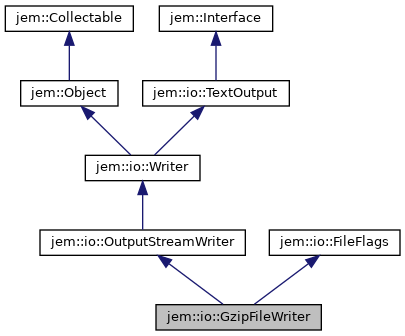 jem::Collectable
jem::Interface
jem::Object
jem::io::TextOutput
jem::io::Writer
jem::io::OutputStreamWriter
jem::io::FileFlags
jem::io::GzipFileWriter